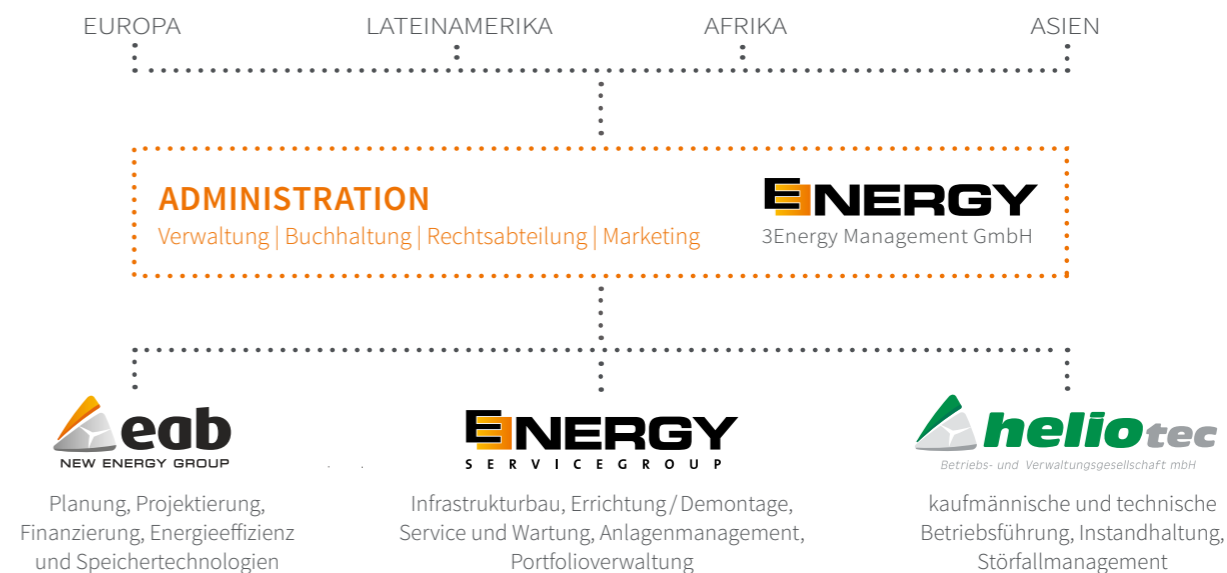 EUROPA LATEINAMERIKA AFRIKA ASIEN
ADMINISTRATION
Verwaltung | Buchhaltung | Rechtsabteilung | Marketing
3ENERGY
3Energy Management GmbH
eab
NEW ENERGY GROUP
Planung, Projektierung,
Finanzierung, Energieeffizienz
und Speichertechnologien
3ENERGY
SERVICEGROUP
Infrastrukturbau, Errichtung / Demontage,
Service und Wartung, Anlagenmanagement,
Portfolioverwaltung
heliotec
Betriebs- und Verwaltungsgesellschaft mbH
kaufmännische und technische
Betriebsführung, Instandhaltung,
Störfallmanagement